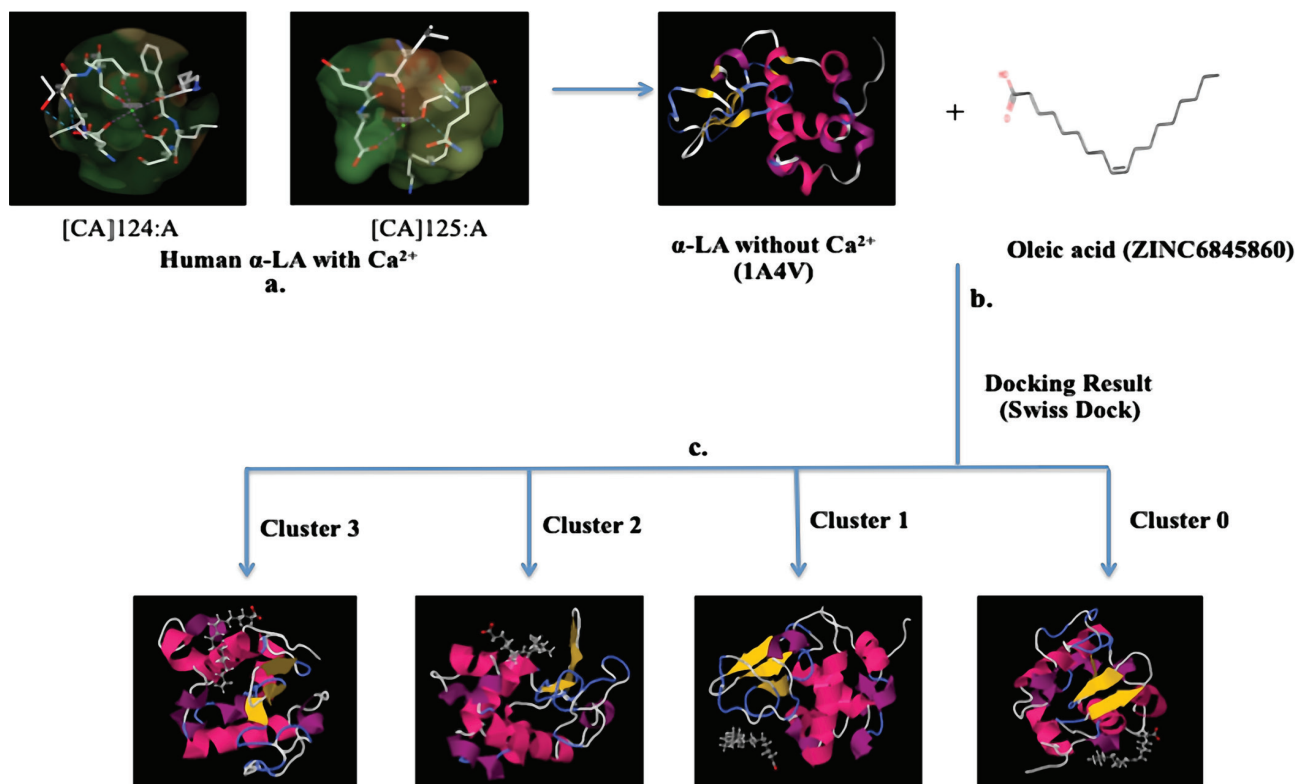 [CA]124:A
[CA]125:A
Human α-LA with Ca²⁺
a.
α-LA without Ca²⁺
(1A4V)
+
Oleic acid (ZINC6845860)
b.
Docking Result
(Swiss Dock)
c.
Cluster 3
Cluster 2
Cluster 1
Cluster 0